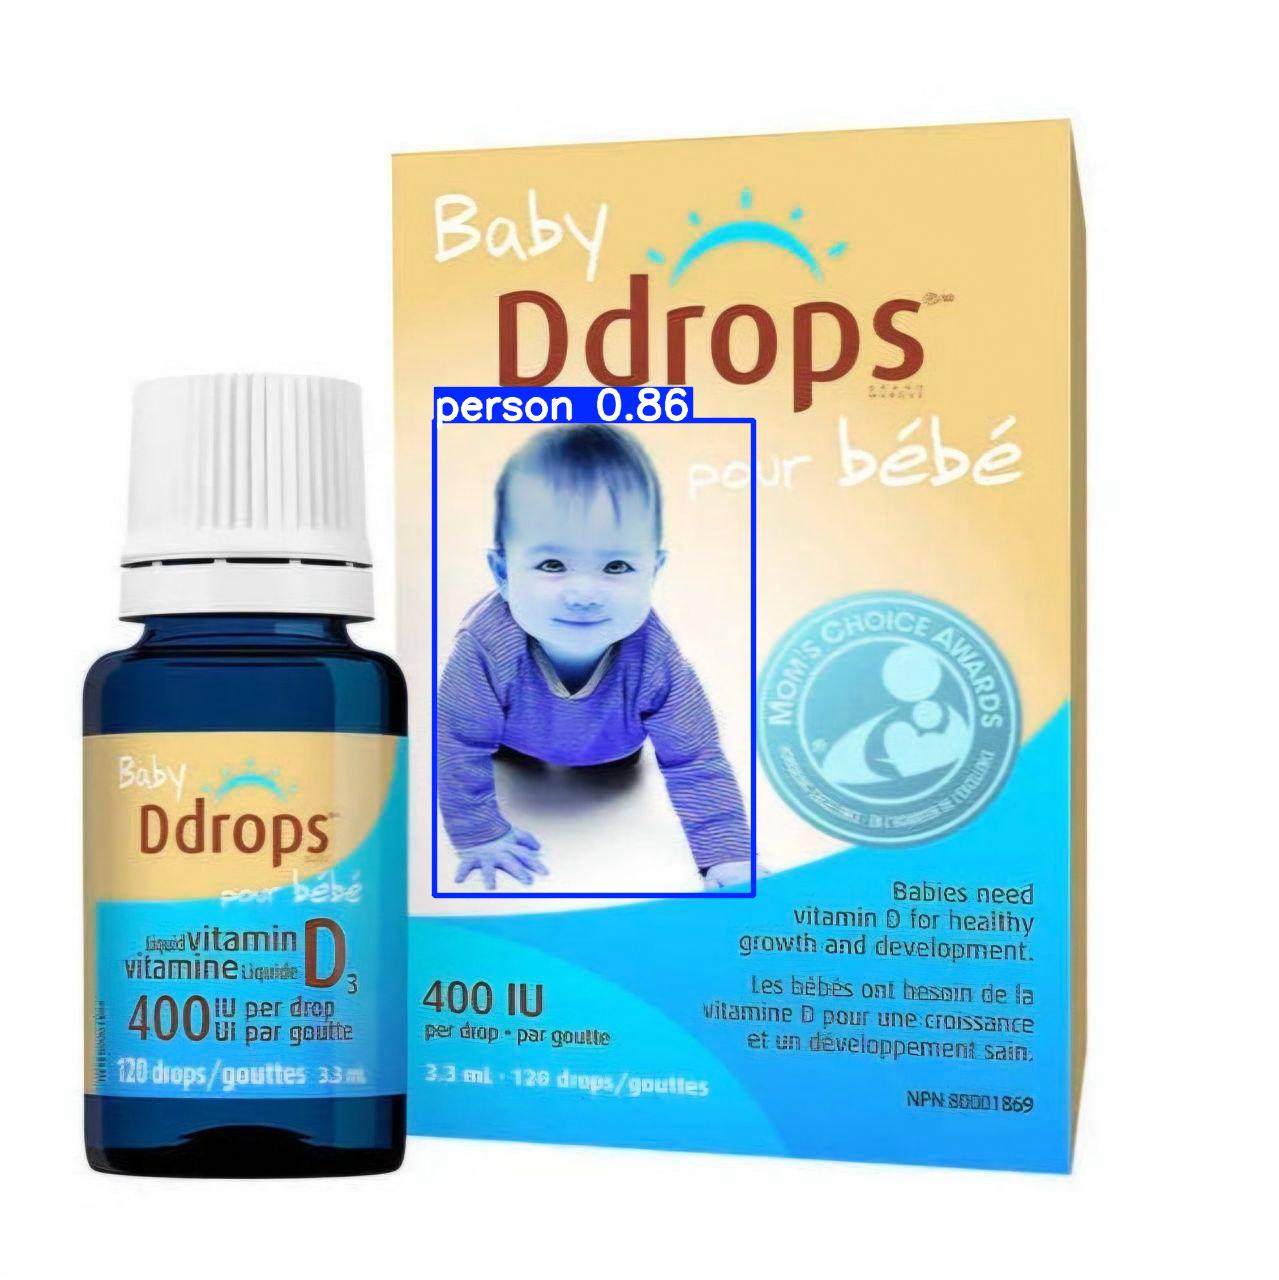 Baby
Ddrops
person 0.86
pour bébé
MOM'S CHOICE AWARDS
Babies need
vitamin D for healthy
growth and development.
Les bébés ont besoin de la
vitamine D pour une croissance
et un développement sain.
400 IU
per drop • par goutte
3.3 mL • 120 drops/gouttes
NPN 80001869
Baby
Ddrops
pour bébé
Liquid vitamin D3
vitamine Liquide
400 IU per drop
UI par goutte
120 drops/gouttes 3.3 mL